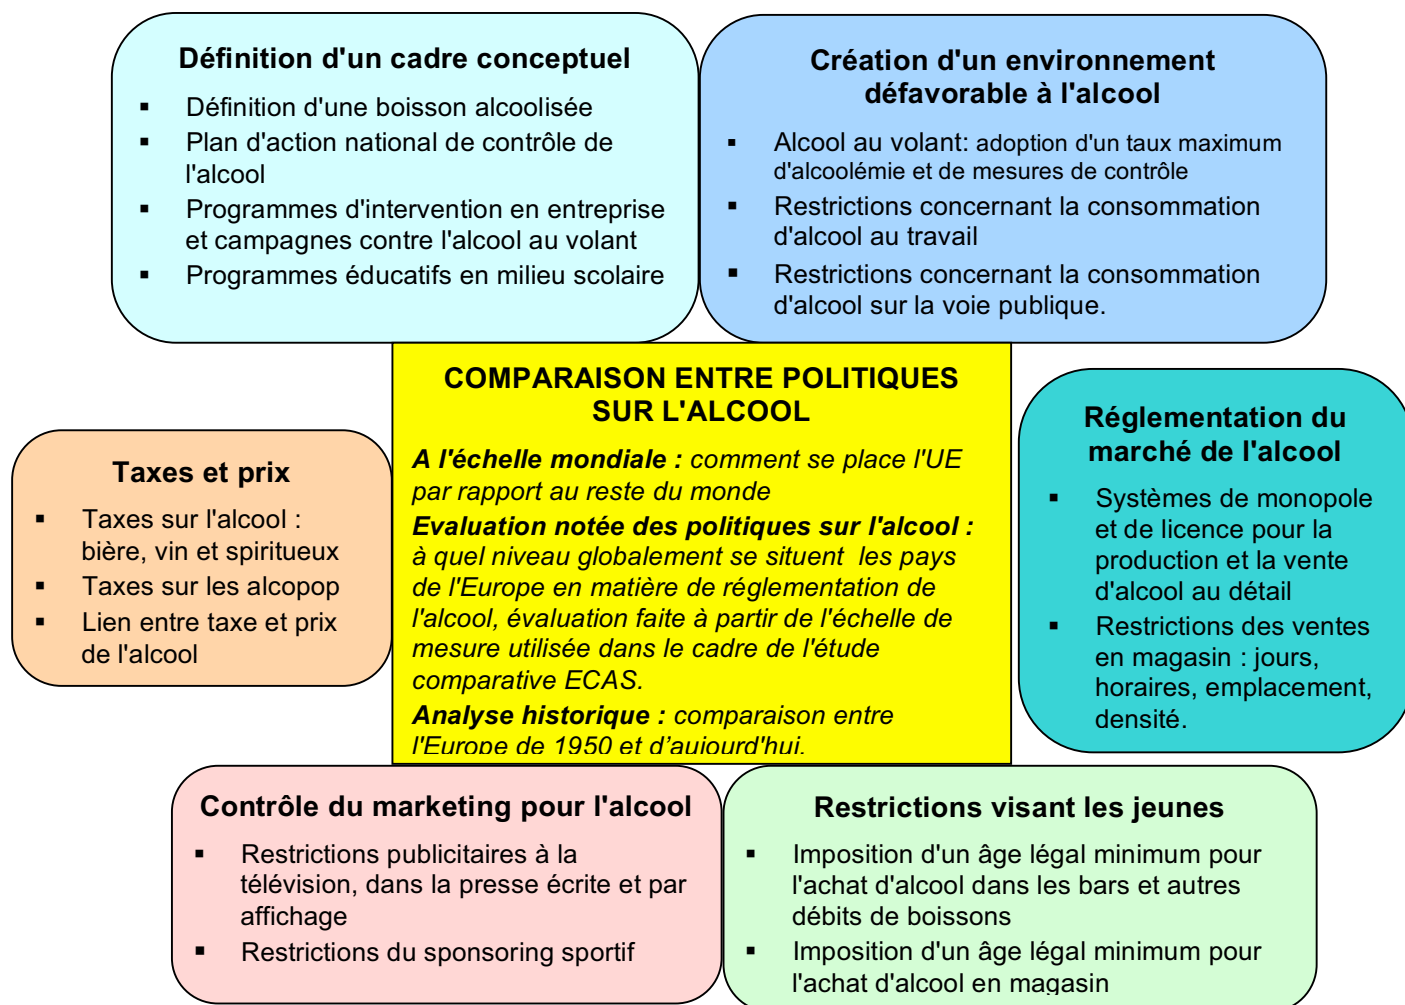 Définition d'un cadre conceptuel
▪ Définition d'une boisson alcoolisée
▪ Plan d'action national de contrôle de
l'alcool
▪ Programmes d'intervention en entreprise
et campagnes contre l'alcool au volant
▪ Programmes éducatifs en milieu scolaire
Création d'un environnement
défavorable à l'alcool
▪ Alcool au volant: adoption d'un taux maximum
d'alcoolémie et de mesures de contrôle
▪ Restrictions concernant la consommation
d'alcool au travail
▪ Restrictions concernant la consommation
d'alcool sur la voie publique.
Taxes et prix
▪ Taxes sur l'alcool :
bière, vin et spiritueux
▪ Taxes sur les alcopop
▪ Lien entre taxe et prix
de l'alcool
COMPARAISON ENTRE POLITIQUES
SUR L'ALCOOL
A l'échelle mondiale : comment se place l'UE
par rapport au reste du monde
Evaluation notée des politiques sur l'alcool :
à quel niveau globalement se situent les pays
de l'Europe en matière de réglementation de
l'alcool, évaluation faite à partir de l'échelle de
mesure utilisée dans le cadre de l'étude
comparative ECAS.
Analyse historique : comparaison entre
l'Europe de 1950 et d’aujourd'hui.
Réglementation du
marché de l'alcool
▪ Systèmes de monopole
et de licence pour la
production et la vente
d'alcool au détail
▪ Restrictions des ventes
en magasin : jours,
horaires, emplacement,
densité.
Contrôle du marketing pour l'alcool
▪ Restrictions publicitaires à la
télévision, dans la presse écrite et par
affichage
▪ Restrictions du sponsoring sportif
Restrictions visant les jeunes
▪ Imposition d'un âge légal minimum pour
l'achat d'alcool dans les bars et autres
débits de boissons
▪ Imposition d'un âge légal minimum pour
l'achat d'alcool en magasin